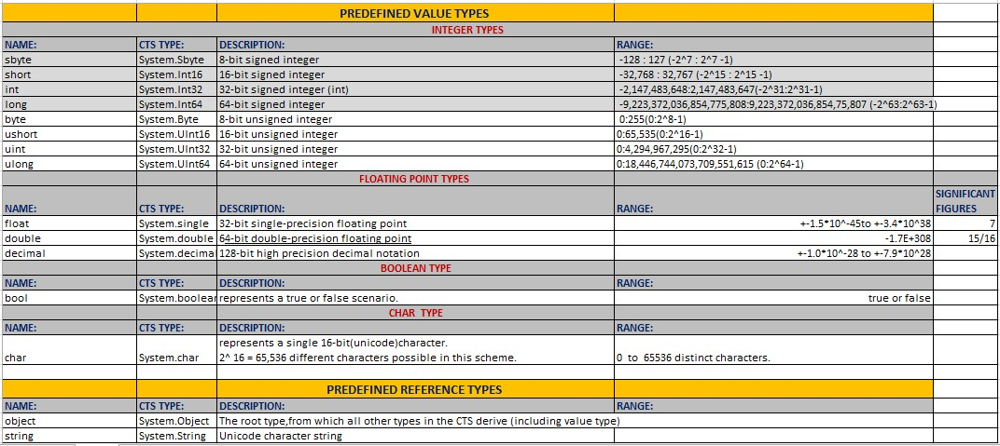 PREDEFINED VALUE TYPES
INTEGER TYPES
NAME: CTS TYPE: DESCRIPTION: RANGE:
sbyte System.Sbyte 8-bit signed integer -128 : 127 (-2^7 : 2^7 -1)
short System.Int16 16-bit signed integer -32,768 : 32,767 (-2^15 : 2^15 -1)
int System.Int32 32-bit signed integer (int) -2,147,483,648:2,147,483,647(-2^31:2^31-1)
long System.Int64 64-bit signed integer -9,223,372,036,854,775,808:9,223,372,036,854,75,807 (-2^63:2^63-1)
byte System.Byte 8-bit unsigned integer 0:255(0:2^8-1)
ushort System.UInt16 16-bit unsigned integer 0:65,535(0:2^16-1)
uint System.UInt32 32-bit unsigned integer 0:4,294,967,295(0:2^32-1)
ulong System.UInt64 64-bit unsigned integer 0:18,446,744,073,709,551,615 (0:2^64-1)
FLOATING POINT TYPES
SIGNIFICANT
NAME: CTS TYPE: DESCRIPTION: RANGE: FIGURES
float System.single 32-bit single-precision floating point +-1.5*10^-45to +-3.4*10^38 7
double System.double 64-bit double-precision floating point -1.7E+308 15/16
decimal System.decimal 128-bit high precision decimal notation +-1.0*10^-28 to +-7.9*10^28
BOOLEAN TYPE
NAME: CTS TYPE: DESCRIPTION: RANGE:
bool System.boolear represents a true or false scenario. true or false
CHAR TYPE
NAME: CTS TYPE: DESCRIPTION: RANGE:
represents a single 16-bit(unicode)character.
char System.char 2^ 16 = 65,536 different characters possible in this scheme. 0 to 65536 distinct characters.
PREDEFINED REFERENCE TYPES
NAME: CTS TYPE: DESCRIPTION: RANGE:
object System.Object The root type,from which all other types in the CTS derive (including value type)
string System.String Unicode character string